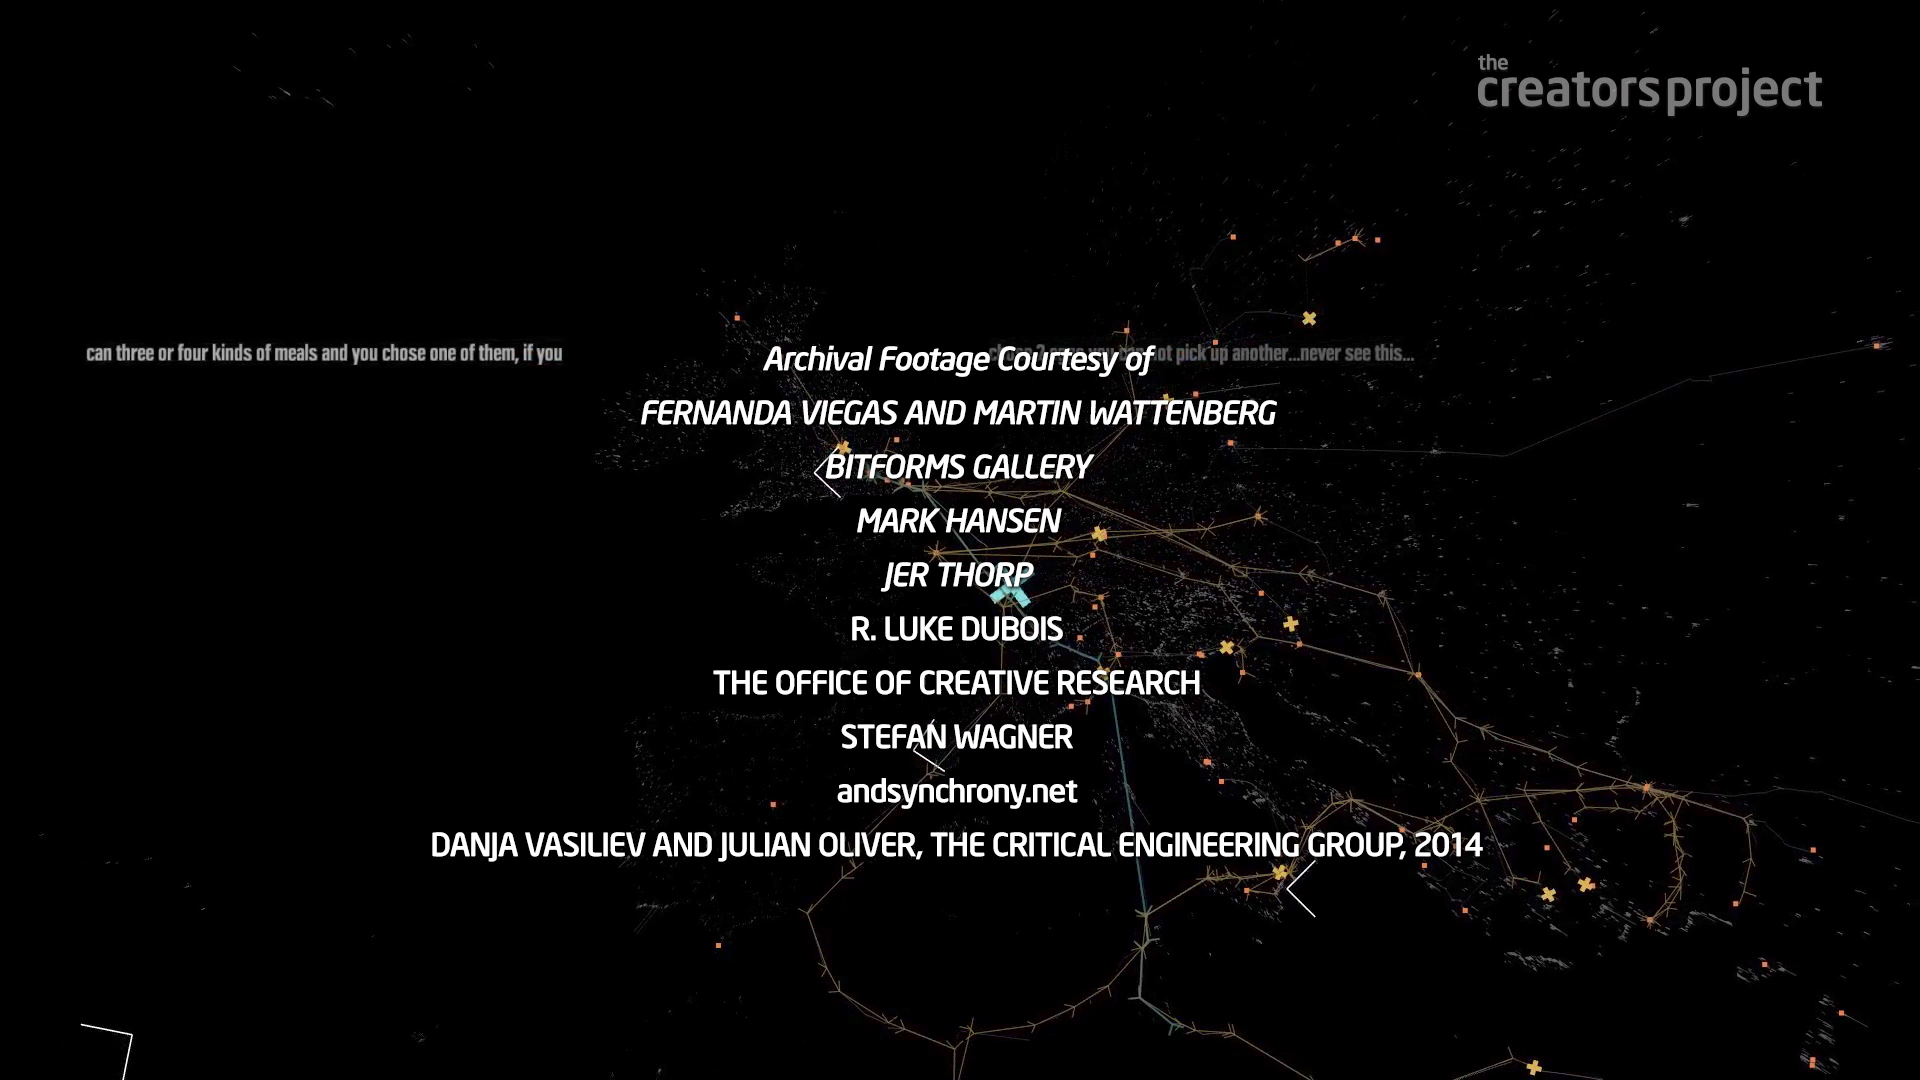 the
creatorsproject
can three or four kinds of meals and you chose one of them, if you
pick up another...never see this...
Archival Footage Courtesy of
FERNANDA VIEGAS AND MARTIN WATTENBERG
BITFORMS GALLERY
MARK HANSEN
JER THORP
R. LUKE DUBOIS
THE OFFICE OF CREATIVE RESEARCH
STEFAN WAGNER
andsynchrony.net
DANJA VASILIEV AND JULIAN OLIVER, THE CRITICAL ENGINEERING GROUP, 2014